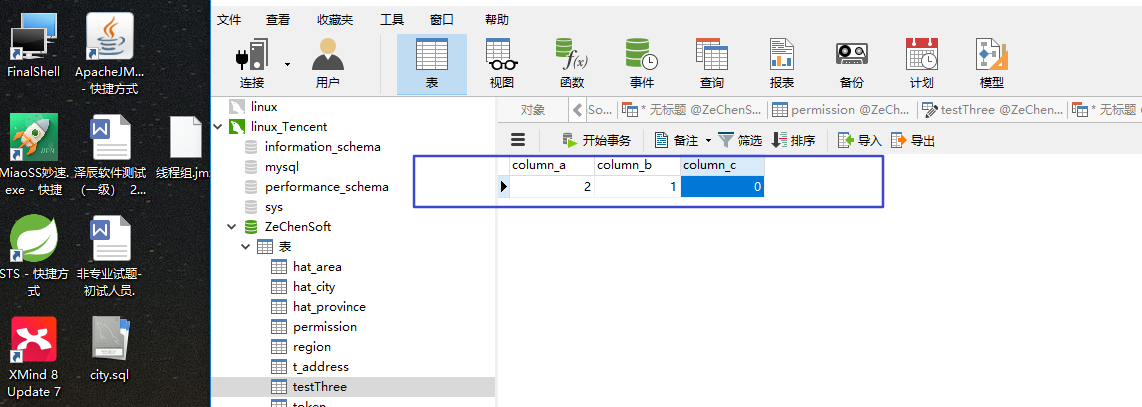 FinalShell
ApacheJM...
- 快捷方式
MiaoSS妙速.
exe - 快捷
泽辰软件测试
（一级） 2...
线程组.jm
STS - 快捷方
式
非专业试题-
初试人员.
XMind 8
Update 7
city.sql
文件 查看 收藏夹 工具 窗口 帮助
连接 用户 表 视图 函数 事件 查询 报表 备份 计划 模型
f(x)
linux
linux_Tencent
information_schema
mysql
performance_schema
sys
ZeChenSoft
表
hat_area
hat_city
hat_province
permission
region
t_address
testThree
token
对象 So... * 无标题 @ZeChenS... permission @ZeCh... testThree @ZeChen... * 无标题 @ZeChenS
开始事务 备注 筛选 排序 导入 导出
column_a column_b column_c
2 1 0